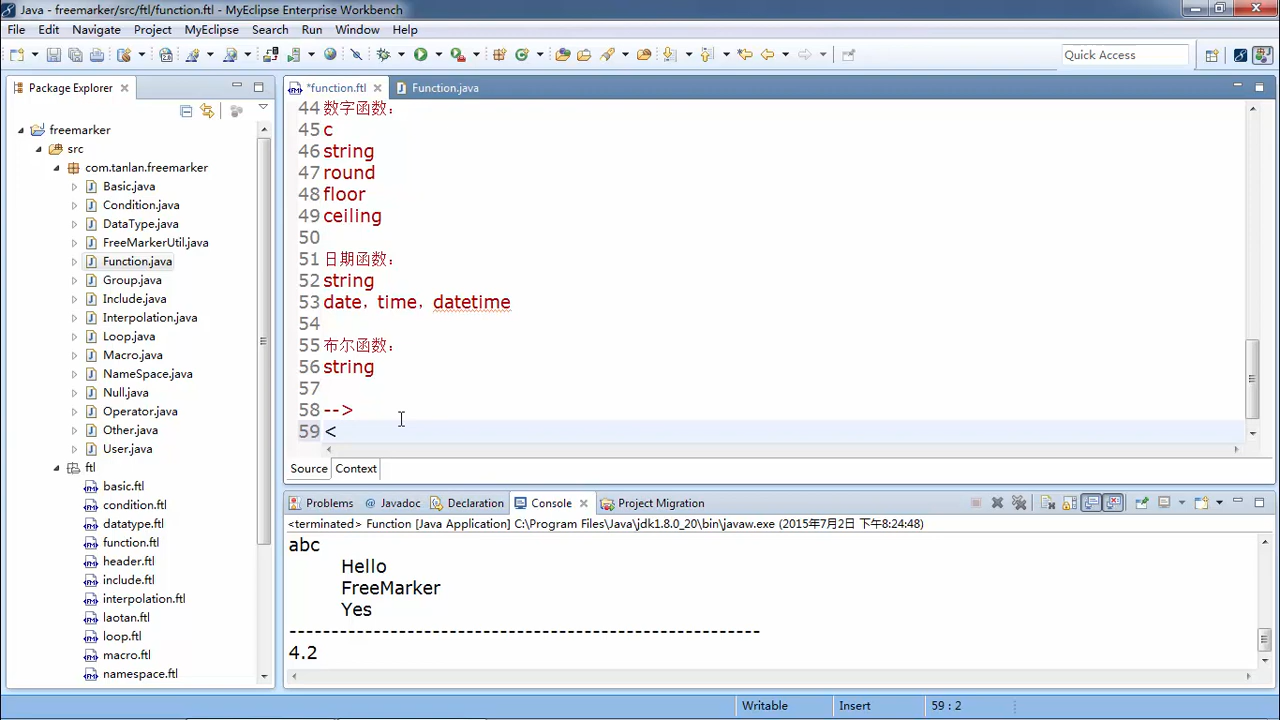 Java - freemarker/src/ftl/function.ftl - MyEclipse Enterprise Workbench
File Edit Navigate Project MyEclipse Search Run Window Help
Quick Access
Package Explorer
freemarker
src
com.tanlan.freemarker
Basic.java
Condition.java
DataType.java
FreeMarkerUtil.java
Function.java
Group.java
Include.java
Interpolation.java
Loop.java
Macro.java
NameSpace.java
Null.java
Operator.java
Other.java
User.java
ftl
basic.ftl
condition.ftl
datatype.ftl
function.ftl
header.ftl
include.ftl
interpolation.ftl
laotan.ftl
loop.ftl
macro.ftl
namespace.ftl
*function.ftl Function.java
44 数字函数：
45 c
46 string
47 round
48 floor
49 ceiling
50
51 日期函数：
52 string
53 date，time，datetime
54
55 布尔函数：
56 string
57
58 -->
59 <
Source Context
Problems Javadoc Declaration Console Project Migration
<terminated> Function [Java Application] C:\Program Files\Java\jdk1.8.0_20\bin\javaw.exe (2015年7月2日 下午8:24:48)
abc
Hello
FreeMarker
Yes
-------------------------------------------------------
4.2
Writable Insert 59 : 2